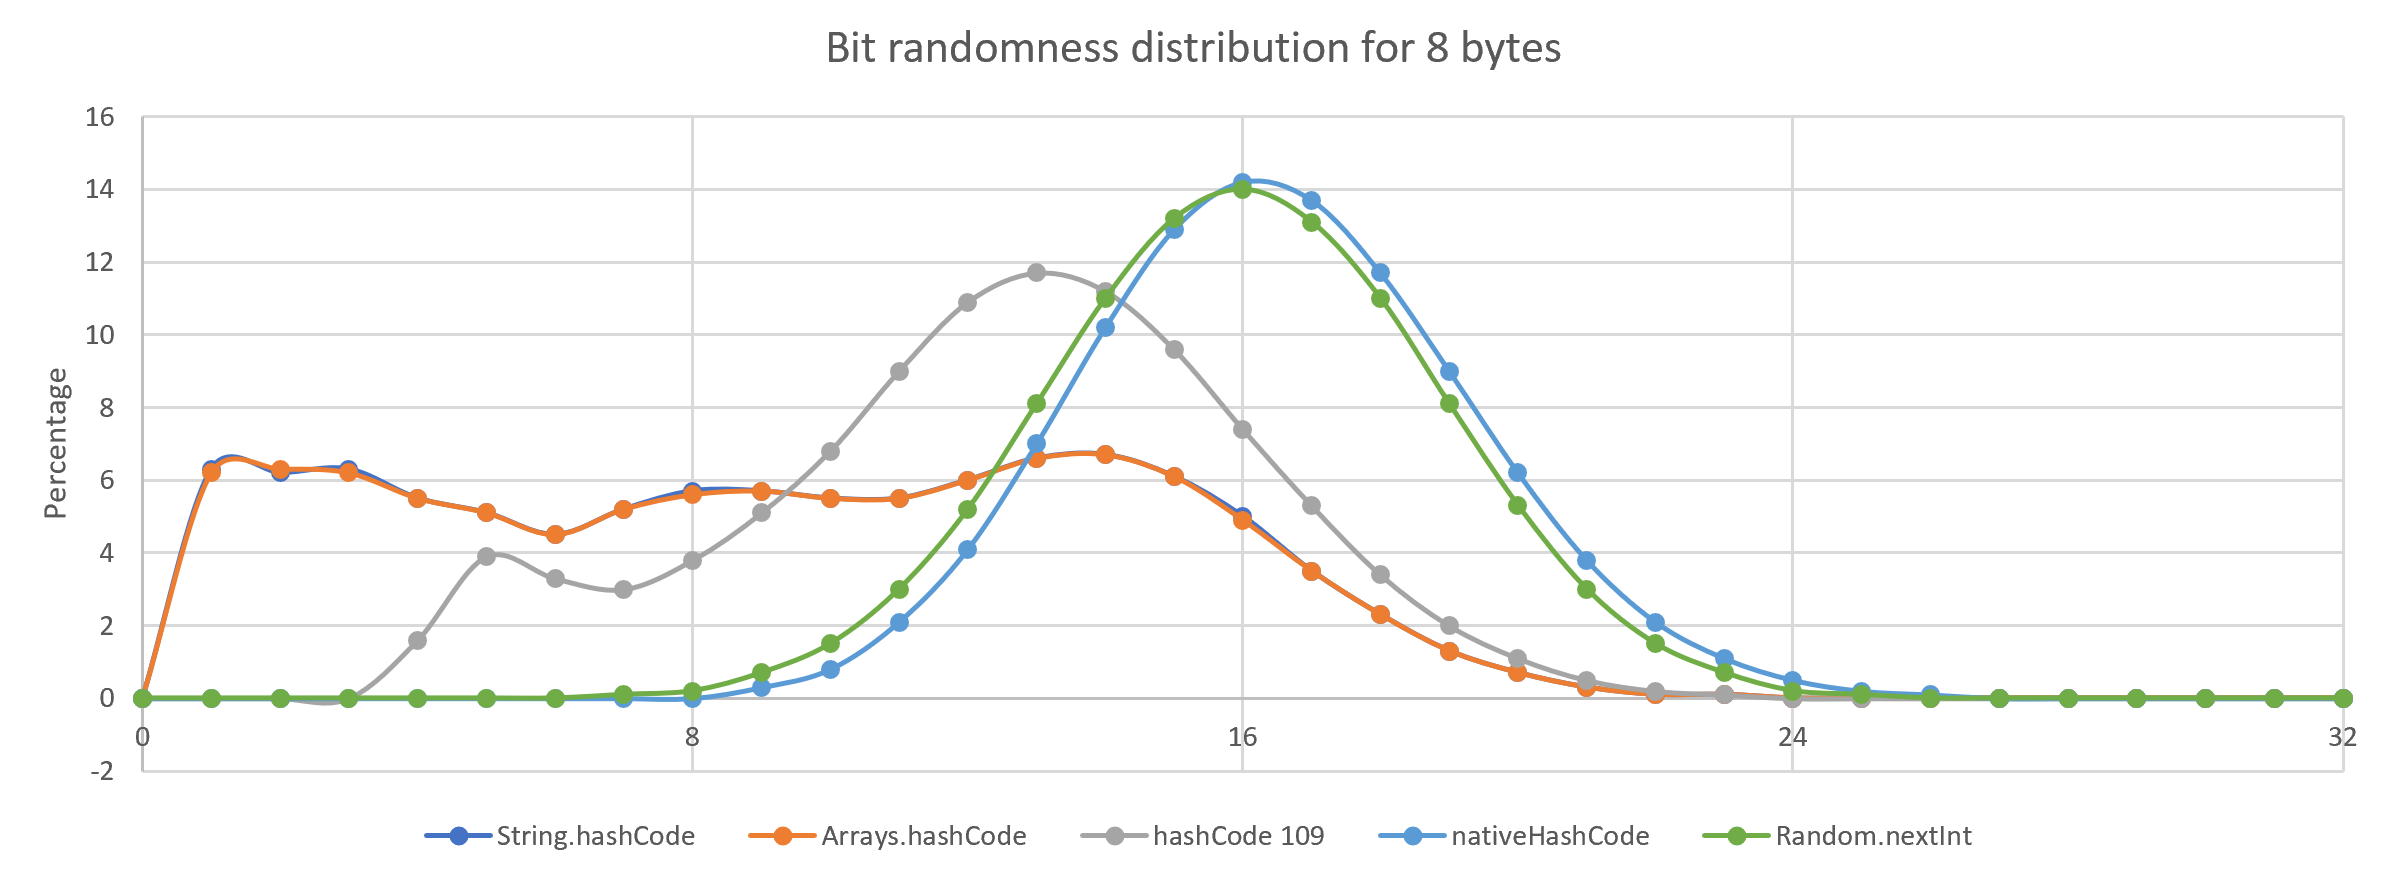 Bit randomness distribution for 8 bytes
16
14
12
10
8
6
4
2
0
-2
Percentage
0 8 16 24 32
String.hashCode Arrays.hashCode hashCode 109 nativeHashCode Random.nextInt